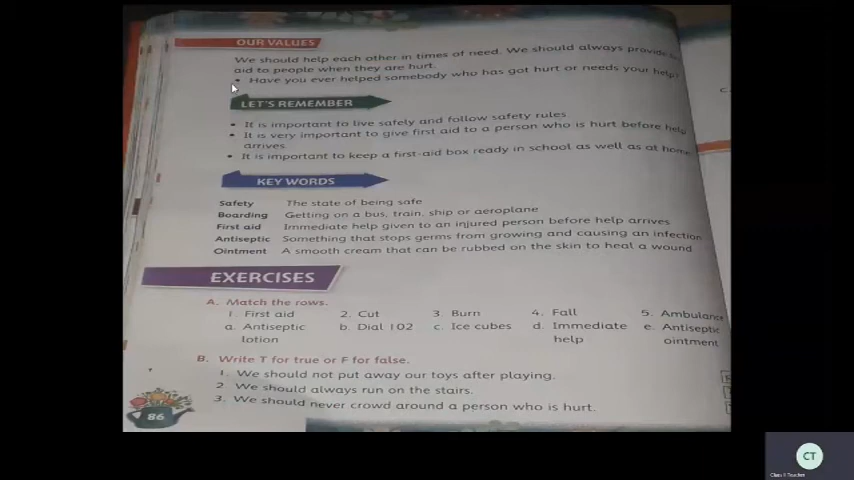 OUR VALUES
We should help each other in times of need. We should always provide
aid to people when they are hurt.
• Have you ever helped somebody who has got hurt or needs your help?
LET'S REMEMBER
• It is important to live safely and follow safety rules.
• It is very important to give first aid to a person who is hurt before help
arrives.
• It is important to keep a first-aid box ready in school as well as at home.
KEY WORDS
Safety The state of being safe
Boarding Getting on a bus, train, ship or aeroplane
First aid Immediate help given to an injured person before help arrives
Antiseptic Something that stops germs from growing and causing an infection
Ointment A smooth cream that can be rubbed on the skin to heal a wound
EXERCISES
A. Match the rows.
1. First aid 2. Cut 3. Burn 4. Fall 5. Ambulance
a. Antiseptic b. Dial 102 c. Ice cubes d. Immediate e. Antiseptic
lotion help ointment
B. Write T for true or F for false.
1. We should not put away our toys after playing.
2. We should always run on the stairs.
3. We should never crowd around a person who is hurt.
86
CT
Class II Teacher